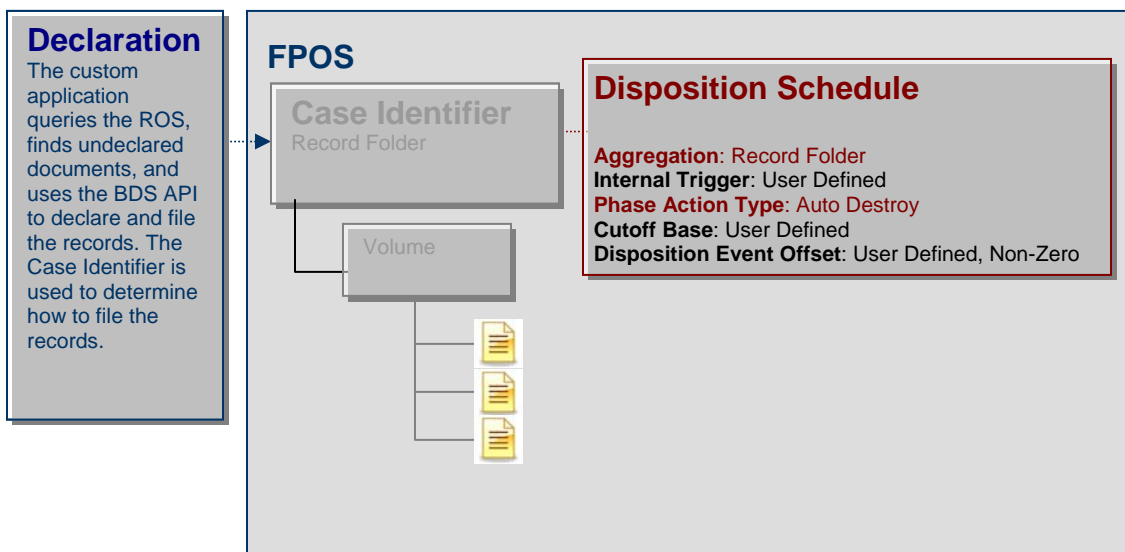 Declaration
The custom
application
queries the ROS,
finds undeclared
documents, and
uses the BDS API
to declare and file
the records. The
Case Identifier is
used to determine
how to file the
records.
FPOS
Case Identifier
Record Folder
Volume
Disposition Schedule
Aggregation: Record Folder
Internal Trigger: User Defined
Phase Action Type: Auto Destroy
Cutoff Base: User Defined
Disposition Event Offset: User Defined, Non-Zero